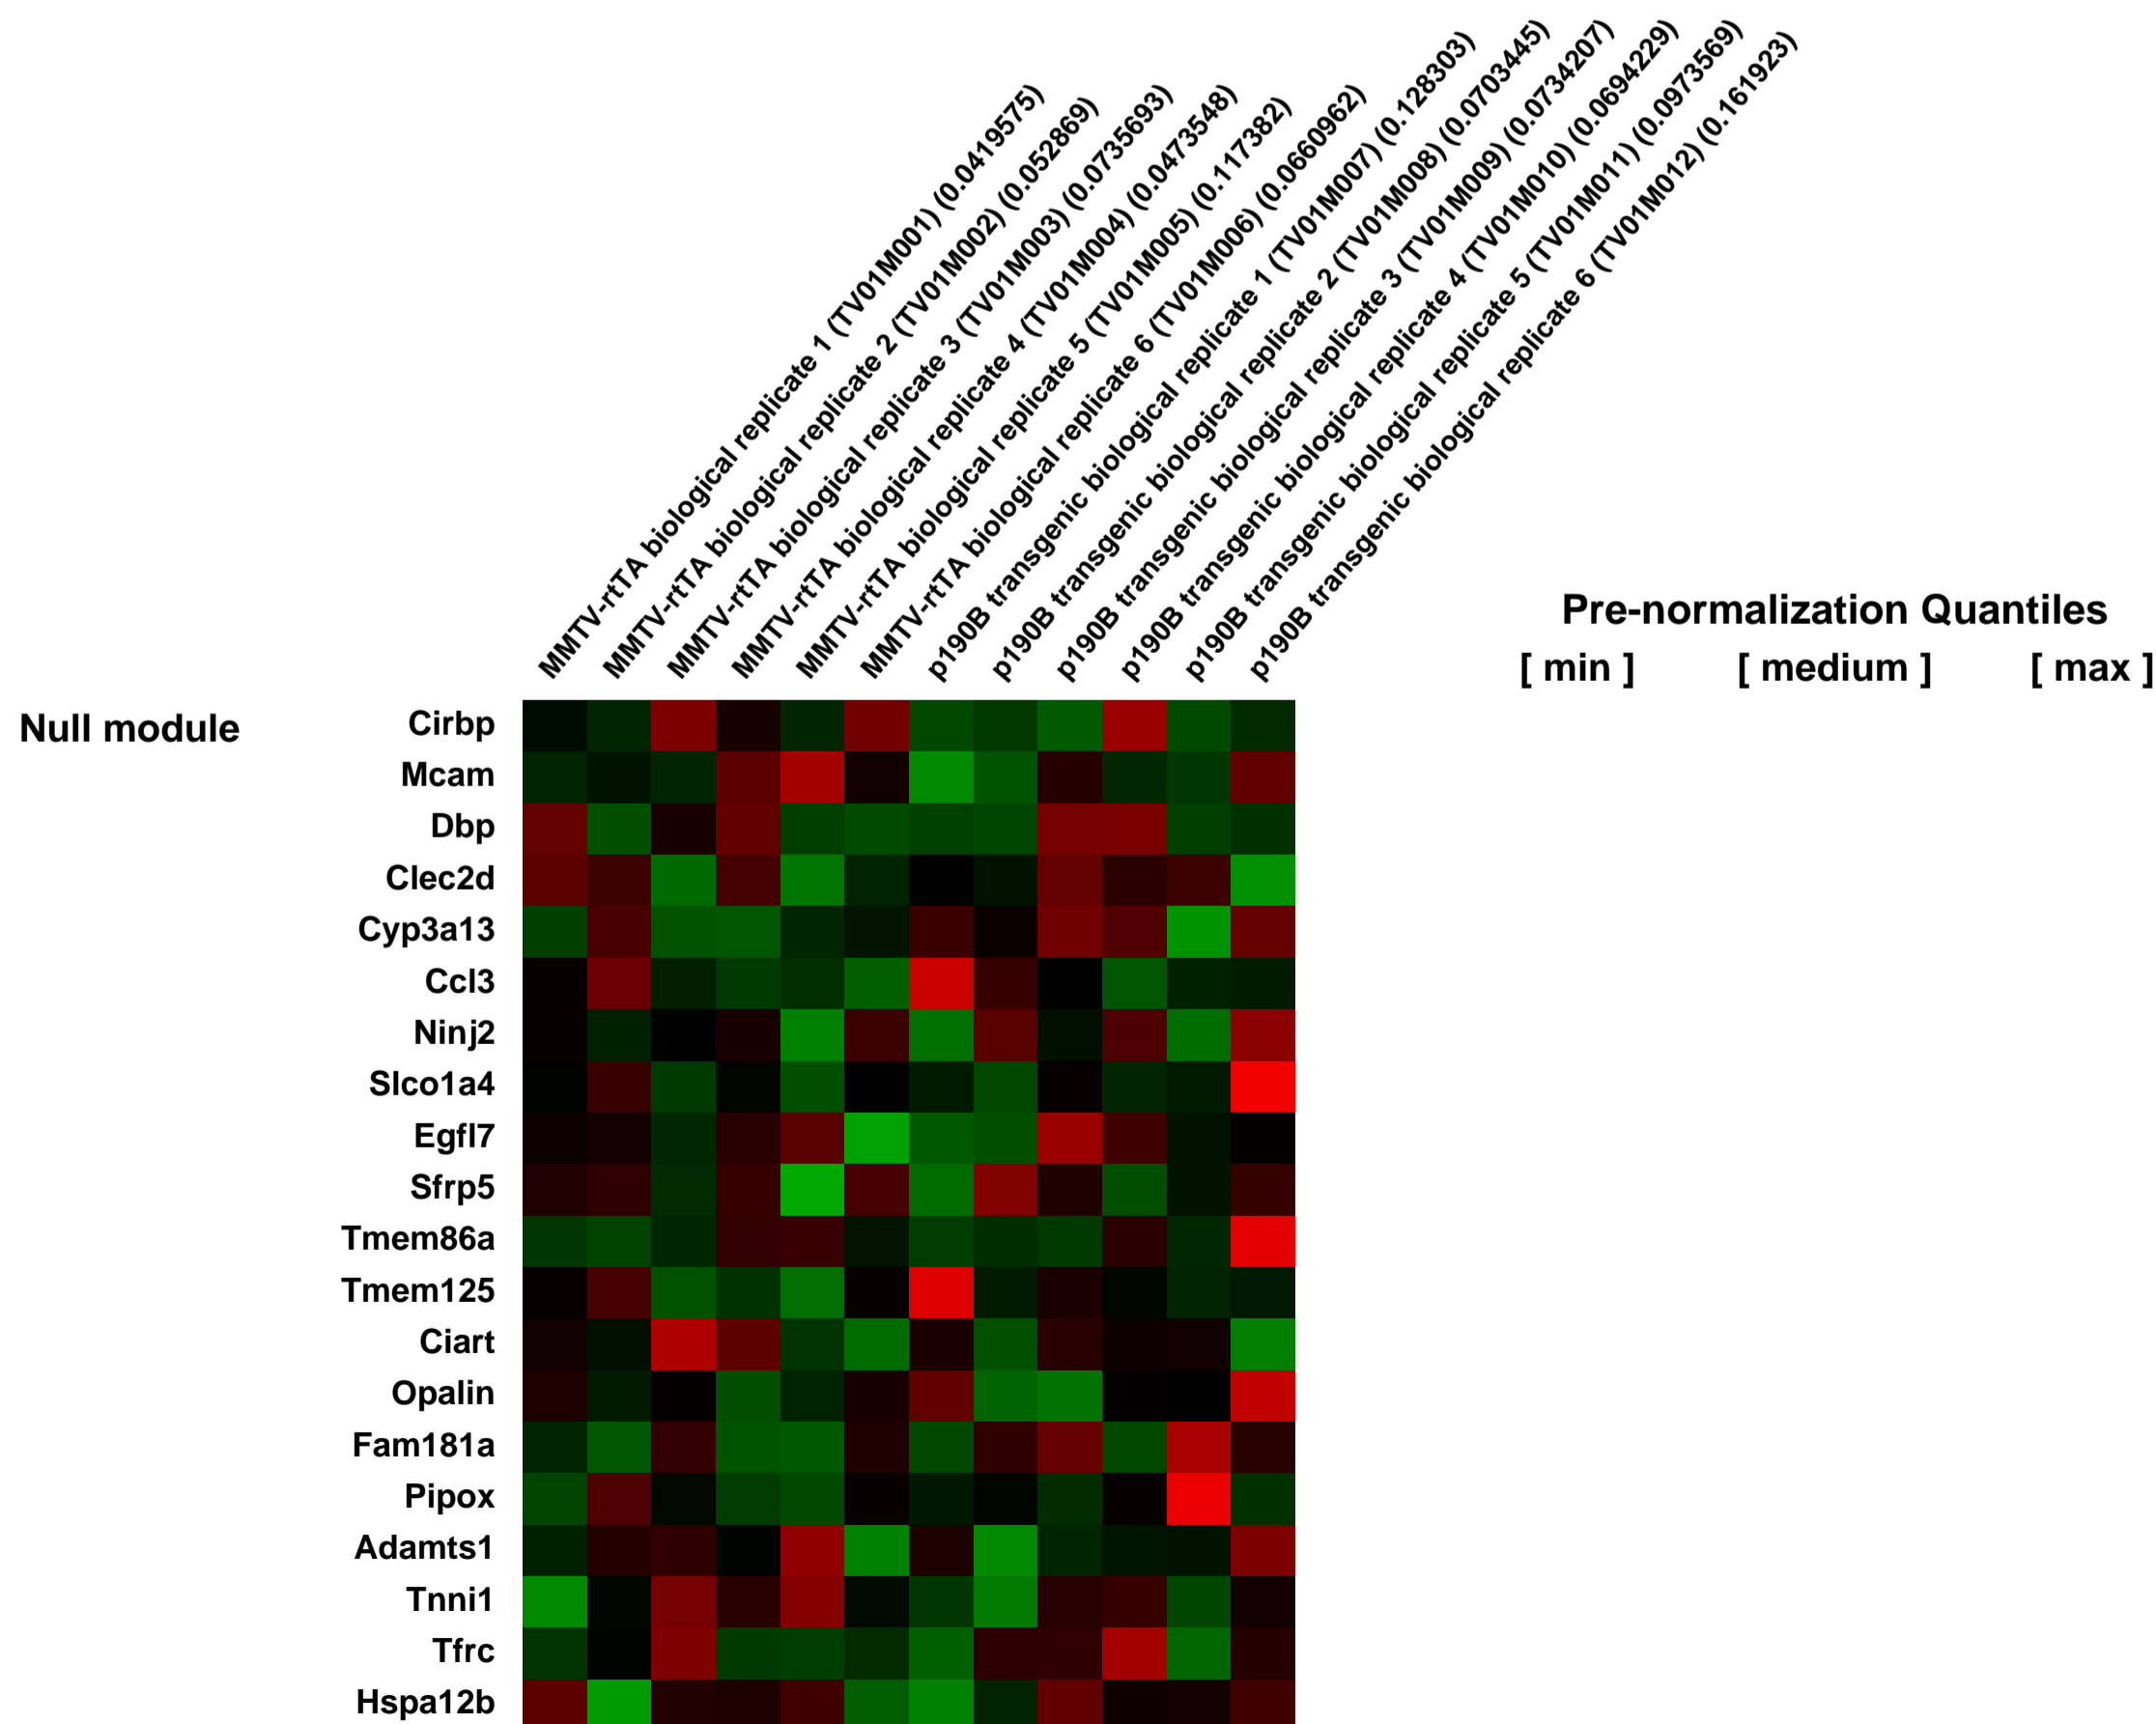 MMTV-rtTA biological replicate 1 (TV01M001) (0.0419575)
MMTV-rtTA biological replicate 2 (TV01M002) (0.052869)
MMTV-rtTA biological replicate 3 (TV01M003) (0.0735693)
MMTV-rtTA biological replicate 4 (TV01M004) (0.0473548)
MMTV-rtTA biological replicate 5 (TV01M005) (0.117382)
MMTV-rtTA biological replicate 6 (TV01M006) (0.0660962)
p190B transgenic biological replicate 1 (TV01M007) (0.128303)
p190B transgenic biological replicate 2 (TV01M008) (0.0703445)
p190B transgenic biological replicate 3 (TV01M009) (0.0734207)
p190B transgenic biological replicate 4 (TV01M010) (0.0694229)
p190B transgenic biological replicate 5 (TV01M011) (0.0973569)
p190B transgenic biological replicate 6 (TV01M012) (0.161923)
Pre-normalization Quantiles
[ min ] [ medium ] [ max ]
Null module
Cirbp
Mcam
Dbp
Clec2d
Cyp3a13
Ccl3
Ninj2
Slco1a4
Egfl7
Sfrp5
Tmem86a
Tmem125
Ciart
Opalin
Fam181a
Pipox
Adamts1
Tnni1
Tfrc
Hspa12b